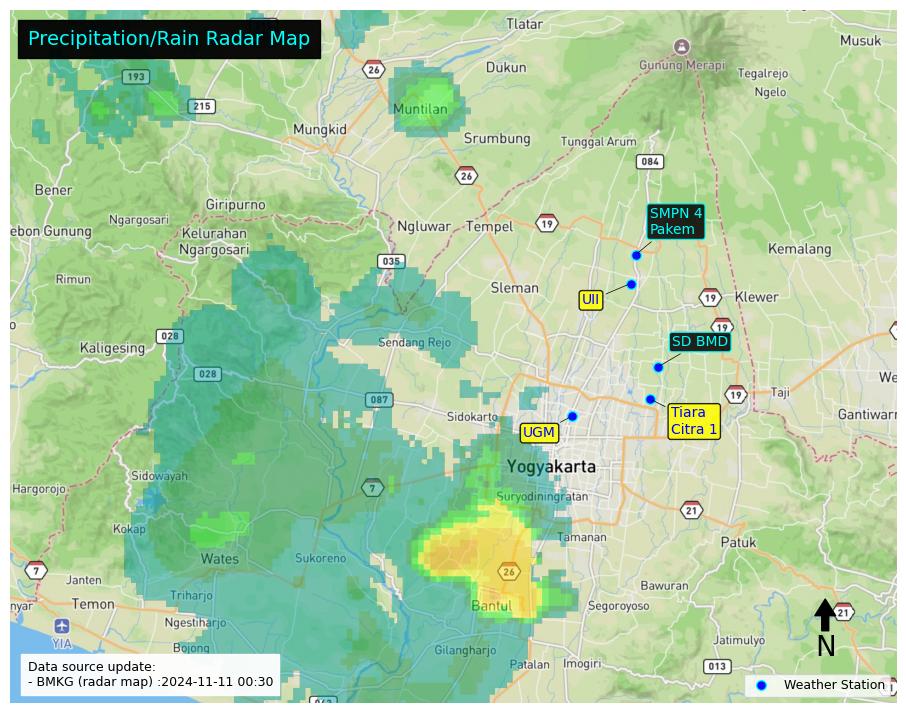 Precipitation/Rain Radar Map
Tlatar
Musuk
26
Dukun
Gunung Merapi
Tegalrejo
193
Ngelo
215
Muntilan
Mungkid
Srumbung
Tunggal Arum
084
26
Bener
Giripurno
SMPN 4
Pakem
Ngargosari
Ngluwar
Tempel
19
ebon Gunung
Kelurahan
Ngargosari
Kemalang
035
Rimun
Sleman
UII
19
Klewer
19
028
Sendang Rejo
SD BMD
Kaligesing
028
We
087
19
Taji
Sidokarto
Tiara
Citra 1
Gantiwarn
UGM
Yogyakarta
Sidowayah
7
Hargorojo
Suryodiningratan
21
Kokap
Tamanan
Patuk
Wates
Sukoreno
7
26
Janten
Bawuran
Triharjo
nyar
Temon
Bantul
Segoroyoso
21
Ngestiharjo
YIA
Jatimulyo
N
Bojong
Gilangharjo
Patalan
Imogiri
013
Data source update:
- BMKG (radar map) :2024-11-11 00:30
Weather Station